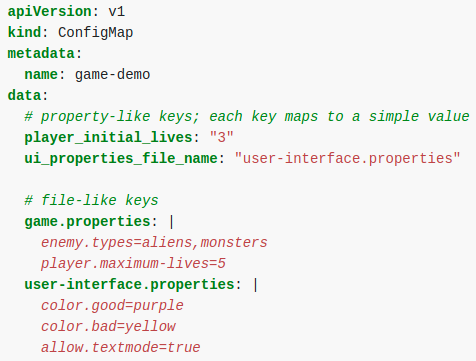 apiVersion: v1
kind: ConfigMap
metadata:
  name: game-demo
data:
  # property-like keys; each key maps to a simple value
  player_initial_lives: "3"
  ui_properties_file_name: "user-interface.properties"

  # file-like keys
  game.properties: |
    enemy.types=aliens,monsters
    player.maximum-lives=5
  user-interface.properties: |
    color.good=purple
    color.bad=yellow
    allow.textmode=true